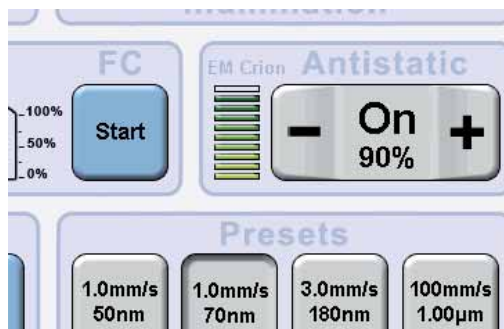 FC
EM Crion Antistatic
100%
50%
0%
Start
− On +
90%
Presets
1.0mm/s
50nm
1.0mm/s
70nm
3.0mm/s
180nm
100mm/s
1.00µm